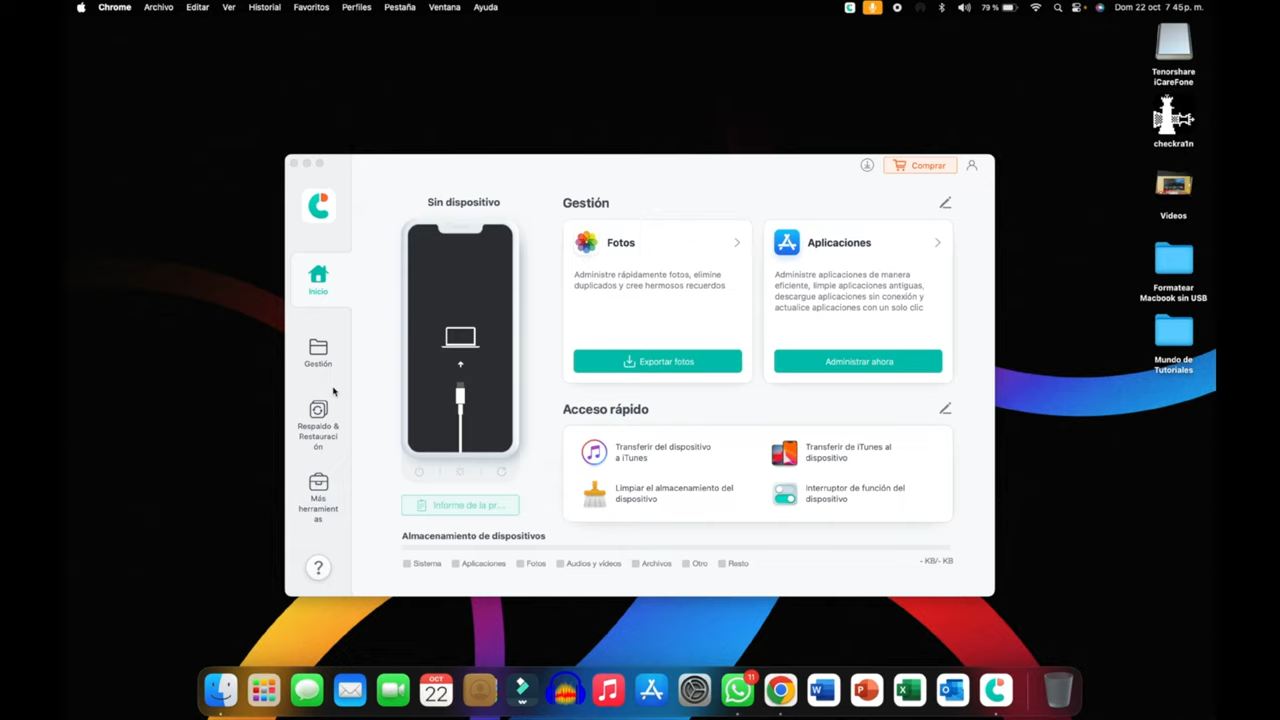 Chrome Archivo Editar Ver Historial Favoritos Perfiles Pestaña Ventana Ayuda 79 % Dom 22 oct 7 45 p. m.
Tenorshare
iCareFone
checkra1n
Videos
Formatear
Macbook sin USB
Mundo de
Tutoriales
Comprar
Inicio
Gestión
Respaldo &
Restauraci
ón
Más
herramient
as
?
Sin dispositivo
Informe de la pr...
Gestión
Fotos
Administre rápidamente fotos, elimine
duplicados y cree hermosos recuerdos
Exportar fotos
Aplicaciones
Administre aplicaciones de manera
eficiente, limpie aplicaciones antiguas,
descargue aplicaciones sin conexión y
actualice aplicaciones con un solo clic
Administrar ahora
Acceso rápido
Transferir del dispositivo
a iTunes
Transferir de iTunes al
dispositivo
Limpiar el almacenamiento del
dispositivo
Interruptor de función del
dispositivo
Almacenamiento de dispositivos
Sistema Aplicaciones Fotos Audios y videos Archivos Otro Resto - KB/- KB
OCT
22
11